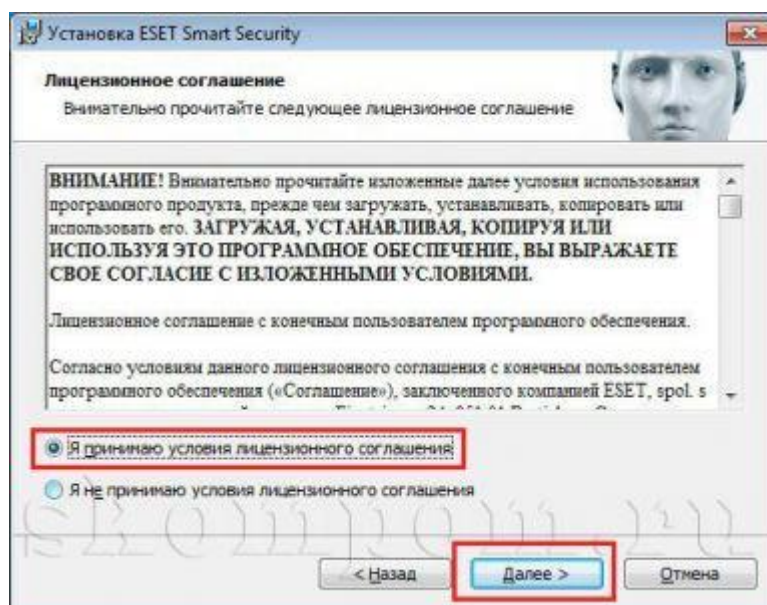 Установка ESET Smart Security
Лицензионное соглашение
Внимательно прочитайте следующее лицензионное соглашение
ВНИМАНИЕ! Внимательно прочитайте изложенные далее условия использования
программного продукта, прежде чем загружать, устанавливать, копировать или
использовать его. ЗАГРУЖАЯ, УСТАНАВЛИВАЯ, КОПИРУЯ ИЛИ
ИСПОЛЬЗУЯ ЭТО ПРОГРАММНОЕ ОБЕСПЕЧЕНИЕ, ВЫ ВЫРАЖАЕТЕ
СВОЕ СОГЛАСИЕ С ИЗЛОЖЕННЫМИ УСЛОВИЯМИ.
Лицензионное соглашение с конечным пользователем программного обеспечения.
Согласно условиям данного лицензионного соглашения с конечным пользователем
программного обеспечения («Соглашение»), заключенного компанией ESET, spol. s
Я принимаю условия лицензионного соглашения
Я не принимаю условия лицензионного соглашения
skompom.ru
< Назад
Далее >
Отмена